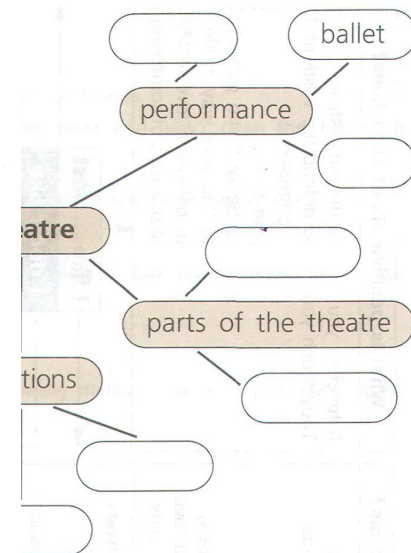 ballet
performance
eatre
parts of the theatre
tions